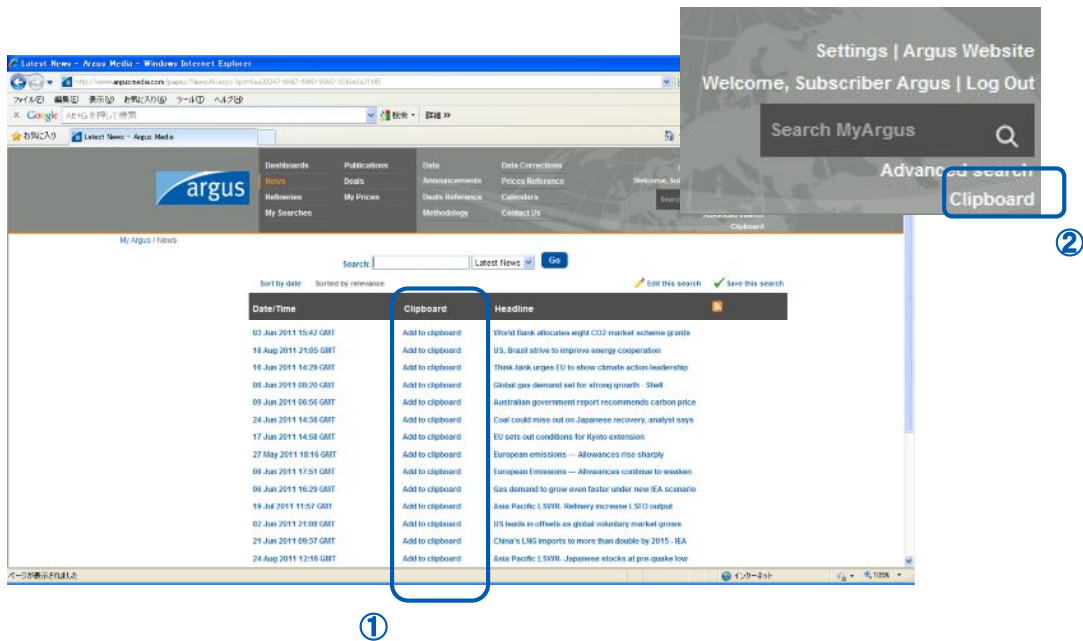 Settings | Argus Website
Welcome, Subscriber Argus | Log Out
Search MyArgus
Advanced search
Clipboard
②
Latest News - Argus Media - Windows Internet Explorer
ファイル(F) 編集(E) 表示(V) お気に入り(A) ツール(T) ヘルプ(H)
x Google 検索 詳細 »
お気に入り Latest News - Argus Media
argus
Dashboards Publications Data Data Corrections
News Deals Announcements Prices Reference
Refineries My Prices Deals Reference Calendars
My Searches Methodology Contact Us
Clipboard
My Argus / News
Search: Latest News Go
Sort by date Sorted by relevance Edit this search Save this search
Date/Time Clipboard Headline
03 Jun 2011 15:42 GMT Add to clipboard World Bank allocates eight CO2 market scheme grants
18 Aug 2011 21:05 GMT Add to clipboard US, Brazil strive to improve energy cooperation
16 Jun 2011 14:29 GMT Add to clipboard Think-tank urges EU to show climate action leadership
08 Jun 2011 08:20 GMT Add to clipboard Global gas demand set for strong growth - Shell
09 Jun 2011 06:56 GMT Add to clipboard Australian government report recommends carbon price
24 Jun 2011 14:38 GMT Add to clipboard Coal could miss out on Japanese recovery, analyst says
17 Jun 2011 14:58 GMT Add to clipboard EU sets out conditions for Kyoto extension
27 May 2011 18:16 GMT Add to clipboard European emissions — Allowances rise sharply
08 Jun 2011 17:51 GMT Add to clipboard European Emissions — Allowances continue to weaken
06 Jun 2011 16:29 GMT Add to clipboard Gas demand to grow even faster under new IEA scenario
19 Jul 2011 11:57 GMT Add to clipboard Asia Pacific LSWR. Refinery increase LSFO output
02 Jun 2011 21:08 GMT Add to clipboard US leads in offsets as global voluntary market grows
21 Jun 2011 09:37 GMT Add to clipboard China's LNG imports to more than double by 2015 - IEA
24 Aug 2011 12:16 GMT Add to clipboard Asia Pacific LSWR. Japanese stocks at pre-quake low
ページが表示されました インターネット 105%
①